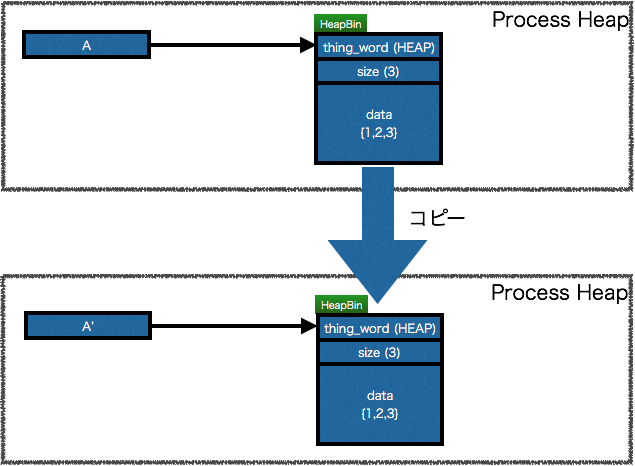 Process Heap
HeapBin
A
thing_word (HEAP)
size (3)
data
{1,2,3}
コピー
Process Heap
HeapBin
A'
thing_word (HEAP)
size (3)
data
{1,2,3}